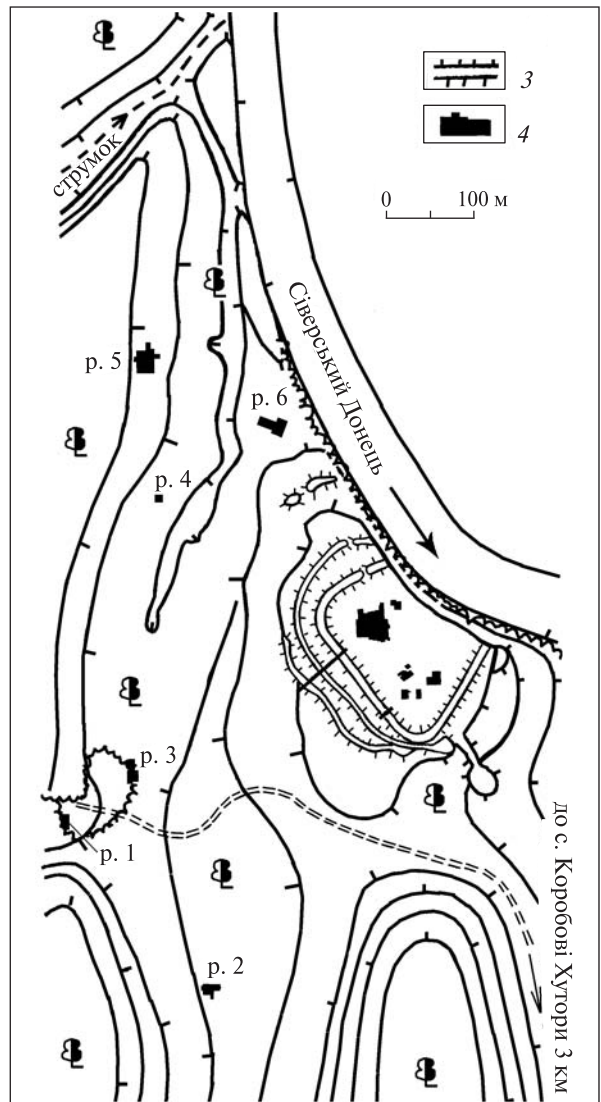 3
4
0 100 м
струмок
Сіверський Донець
р. 5
р. 6
р. 4
р. 3
р. 1
до с. Коробові Хутори 3 км
р. 2